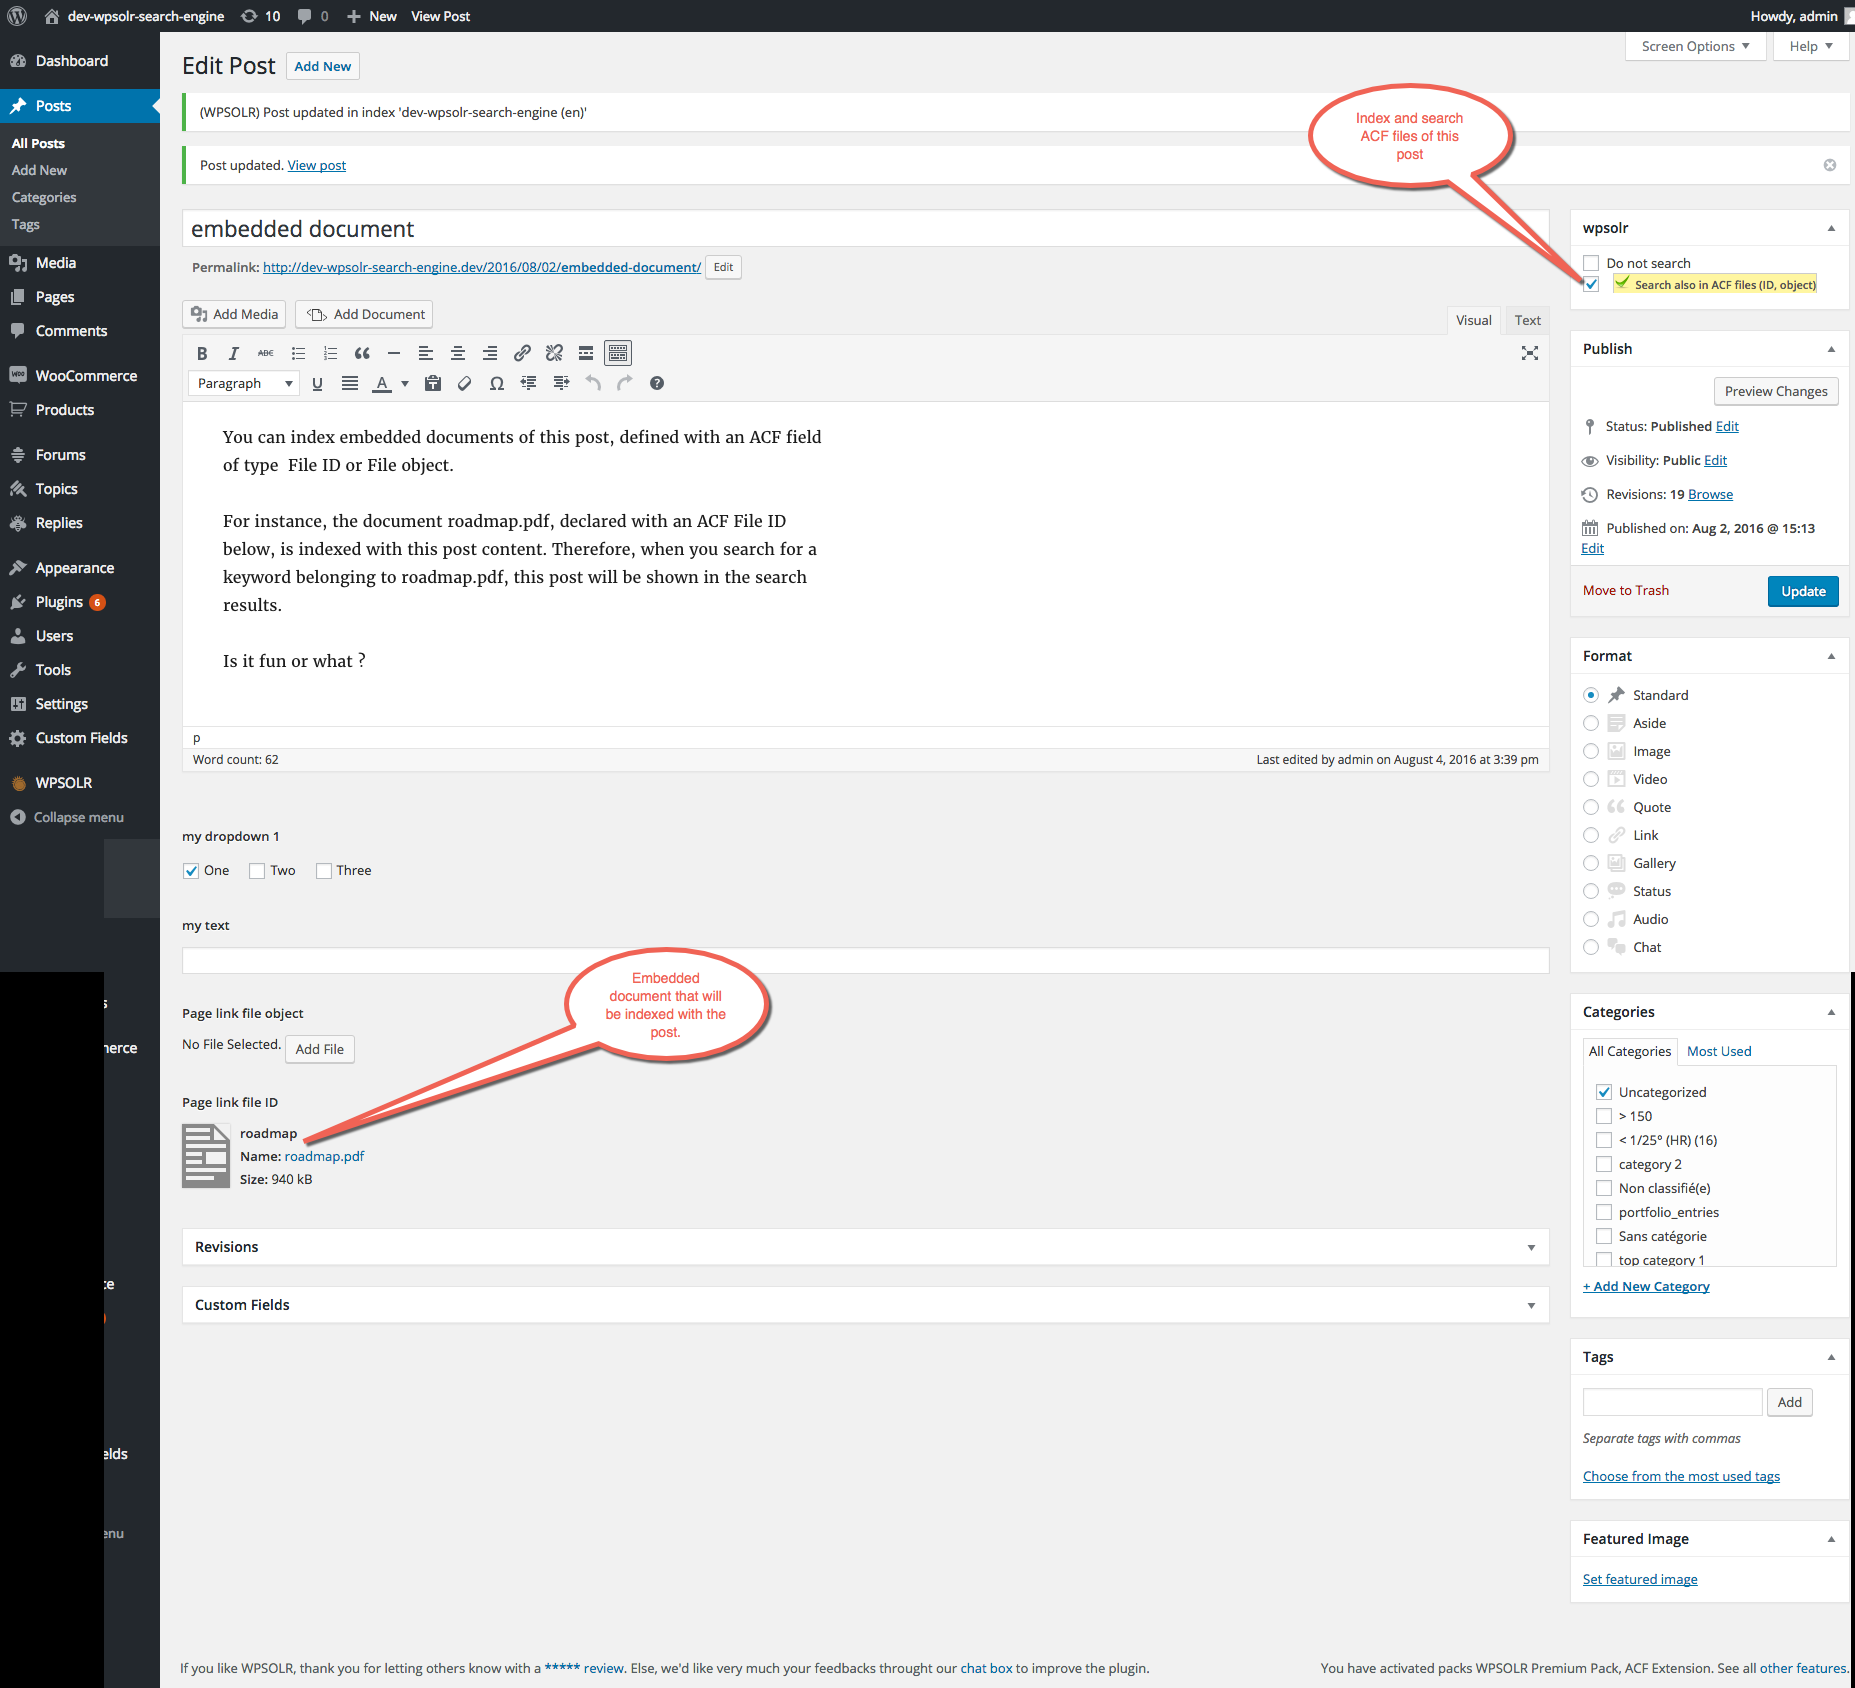 dev-wpsolr-search-engine 10 0 New View Post Howdy, admin
Dashboard
Posts
All Posts
Add New
Categories
Tags
Media
Pages
Comments
WooCommerce
Products
Forums
Topics
Replies
Appearance
Plugins 6
Users
Tools
Settings
Custom Fields
WPSOLR
Collapse menu
Screen Options Help
Edit Post Add New
(WPSOLR) Post updated in index 'dev-wpsolr-search-engine (en)'
Post updated. View post
Index and search
ACF files of this
post
embedded document
Permalink: http://dev-wpsolr-search-engine.dev/2016/08/02/embedded-document/ Edit
Add Media Add Document
Visual Text
B I ABC
Paragraph U A Ω
You can index embedded documents of this post, defined with an ACF field
of type File ID or File object.
For instance, the document roadmap.pdf, declared with an ACF File ID
below, is indexed with this post content. Therefore, when you search for a
keyword belonging to roadmap.pdf, this post will be shown in the search
results.
Is it fun or what ?
p
Word count: 62 Last edited by admin on August 4, 2016 at 3:39 pm
my dropdown 1
One Two Three
my text
Embedded
document that will
be indexed with the
post.
Page link file object
No File Selected. Add File
Page link file ID
roadmap
Name: roadmap.pdf
Size: 940 kB
Revisions
Custom Fields
wpsolr
Do not search
Search also in ACF files (ID, object)
Publish
Preview Changes
Status: Published Edit
Visibility: Public Edit
Revisions: 19 Browse
Published on: Aug 2, 2016 @ 15:13
Edit
Move to Trash Update
Format
Standard
Aside
Image
Video
Quote
Link
Gallery
Status
Audio
Chat
Categories
All Categories Most Used
Uncategorized
> 150
< 1/25° (HR) (16)
category 2
Non classifié(e)
portfolio_entries
Sans catégorie
top category 1
+ Add New Category
Tags
Add
Separate tags with commas
Choose from the most used tags
Featured Image
Set featured image
If you like WPSOLR, thank you for letting others know with a ***** review. Else, we'd like very much your feedbacks throught our chat box to improve the plugin.
You have activated packs WPSOLR Premium Pack, ACF Extension. See all other features.